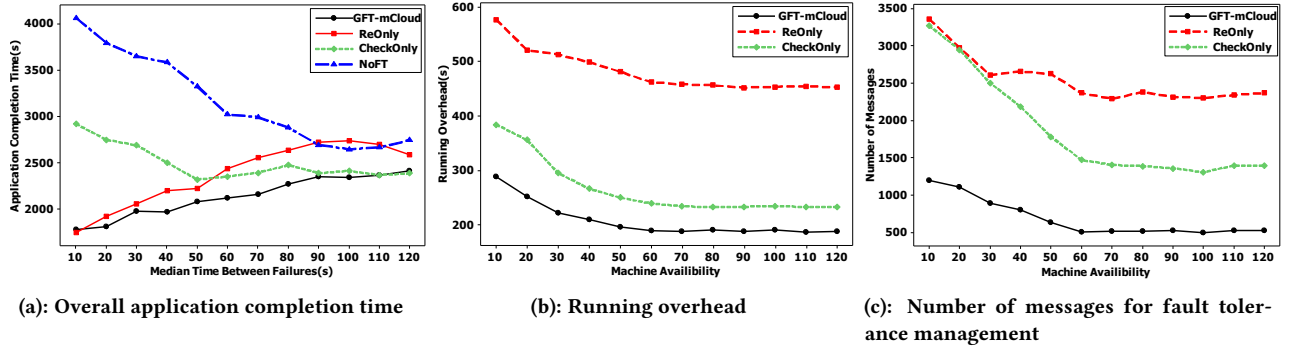 GFT-mCloud
ReOnly
CheckOnly
NoFT
Application Completion Time(s)
4000
3500
3000
2500
2000
10 20 30 40 50 60 70 80 90 100 110 120
Median Time Between Failures(s)
(a): Overall application completion time
GFT-mCloud
ReOnly
CheckOnly
Running Overhead(s)
600
500
400
300
200
10 20 30 40 50 60 70 80 90 100 110 120
Machine Availibility
(b): Running overhead
GFT-mCloud
ReOnly
CheckOnly
Number of Messages
3500
3000
2500
2000
1500
1000
500
10 20 30 40 50 60 70 80 90 100 110 120
Machine Availibility
(c): Number of messages for fault toler-
ance management